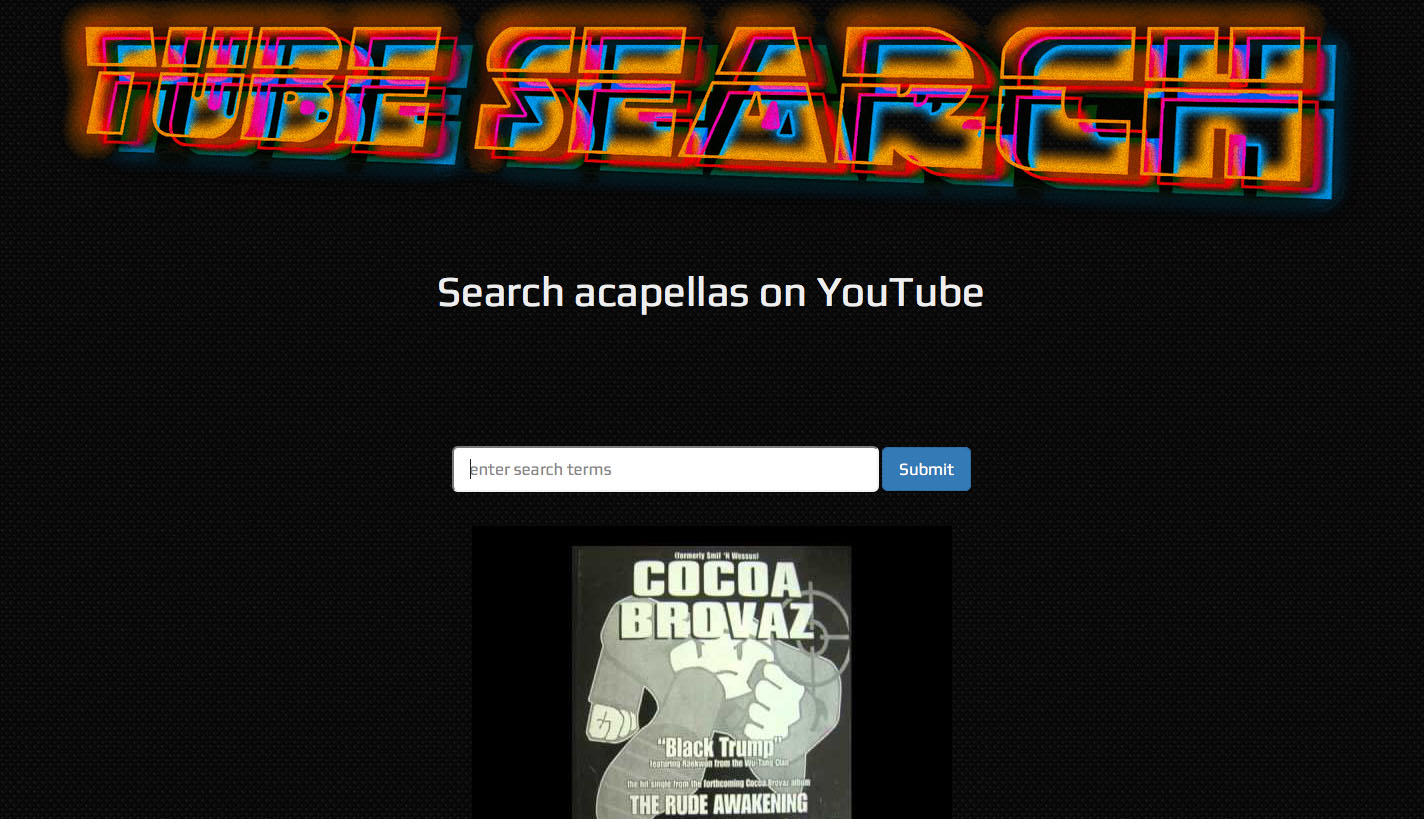 TUBE SEARCH
Search acapellas on YouTube
enter search terms
Submit
(formerly Smif 'N Wessun)
COCOA
BROVAZ
"Black Trump"
featuring Raekwon from the Wu-Tang Clan
the hit single from the forthcoming Cocoa Brovaz album
THE RUDE AWAKENING